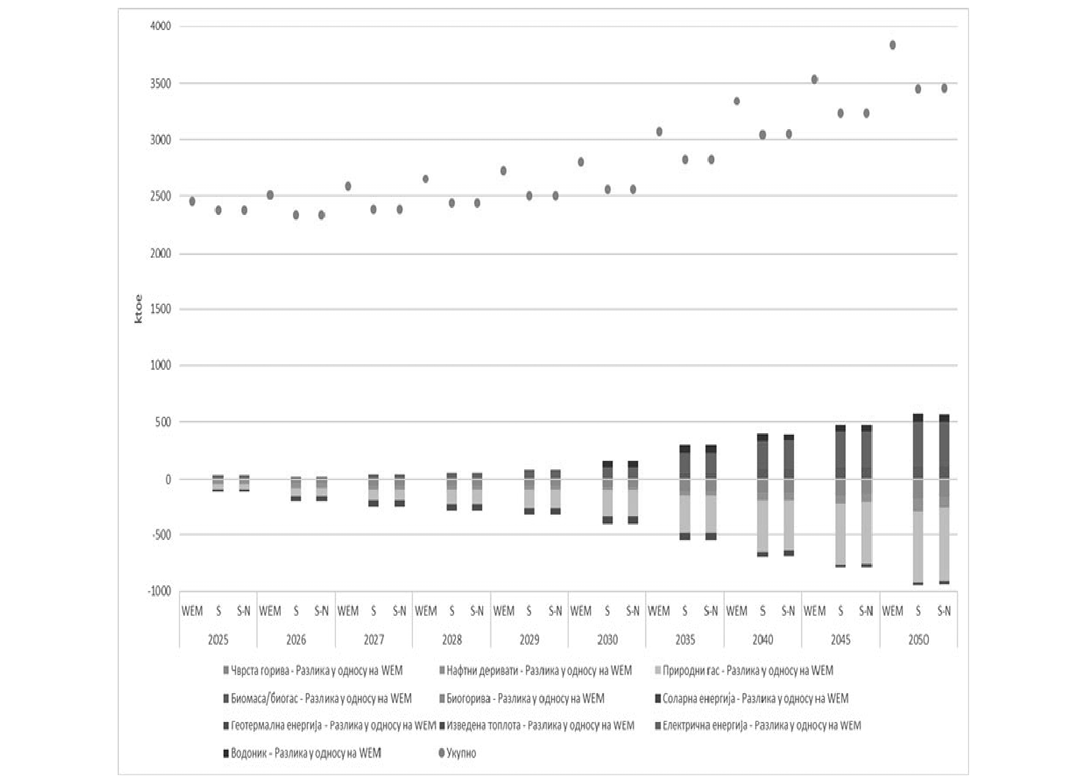 4000
3500
3000
2500
2000
1500
1000
500
0
-500
-1000
ktoe
WEM S S-N WEM S S-N WEM S S-N WEM S S-N WEM S S-N WEM S S-N WEM S S-N WEM S S-N WEM S S-N WEM S S-N
2025 2026 2027 2028 2029 2030 2035 2040 2045 2050
Чврста горива - Разлика у односу на WEM Нафтни деривати - Разлика у односу на WEM Природни гас - Разлика у односу на WEM
Биомаса/биогас - Разлика у односу на WEM Биогорива - Разлика у односу на WEM Соларна енергија - Разлика у односу на WEM
Геотермална енергија - Разлика у односу на WEM Изведена топлота - Разлика у односу на WEM Електрична енергија - Разлика у односу на WEM
Водоник - Разлика у односу на WEM Укупно